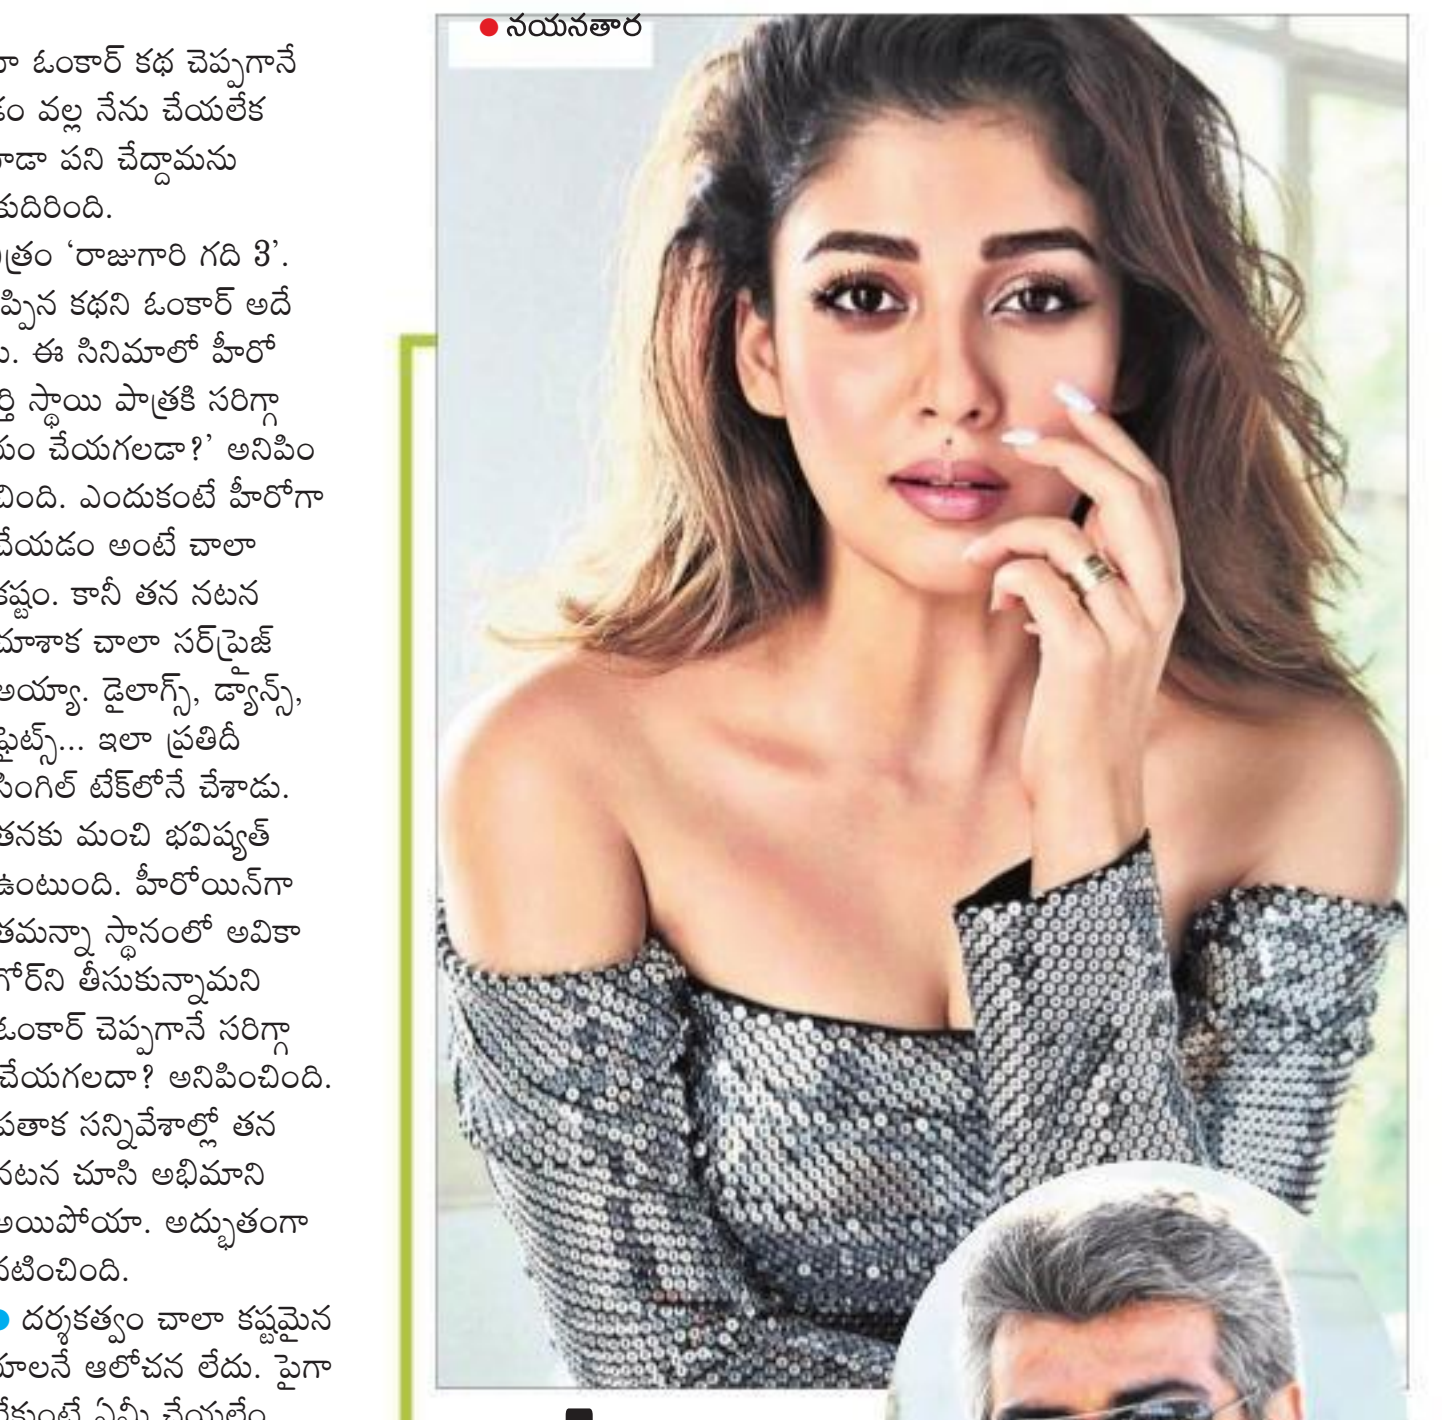 ఓంకార్ కథ చెప్పగానే
వల్ల నేను చేయలేక
పని చేద్దామను
కుదిరింది.
‘రాజుగారి గది 3’.
కథని ఓంకార్ అదే
ఈ సినిమాలో హీరో
స్థాయి పాత్రకి సరిగ్గా
చేయగలడా?’ అనిపిం
చింది. ఎందుకంటే హీరోగా
చేయడం అంటే చాలా
కష్టం. కానీ తన నటన
చూశాక చాలా సర్‌ప్రైజ్
అయ్యా. డైలాగ్స్, డ్యాన్స్,
ఫైట్స్... ఇలా ప్రతిదీ
సింగిల్ టేక్‌లోనే చేశాడు.
తనకు మంచి భవిష్యత్
ఉంటుంది. హీరోయిన్‌గా
తమన్నా స్థానంలో అవికా
గోర్‌ని తీసుకున్నామని
ఓంకార్ చెప్పగానే సరిగ్గా
చేయగలదా? అనిపించింది.
పతాక సన్నివేశాల్లో తన
నటన చూసి అభిమాని
అయిపోయా. అద్భుతంగా
నటించింది.
● దర్శకత్వం చాలా కష్టమైన
ఆలోచన లేదు. పైగా
ఏమీ చేయలేం
● నయనతార